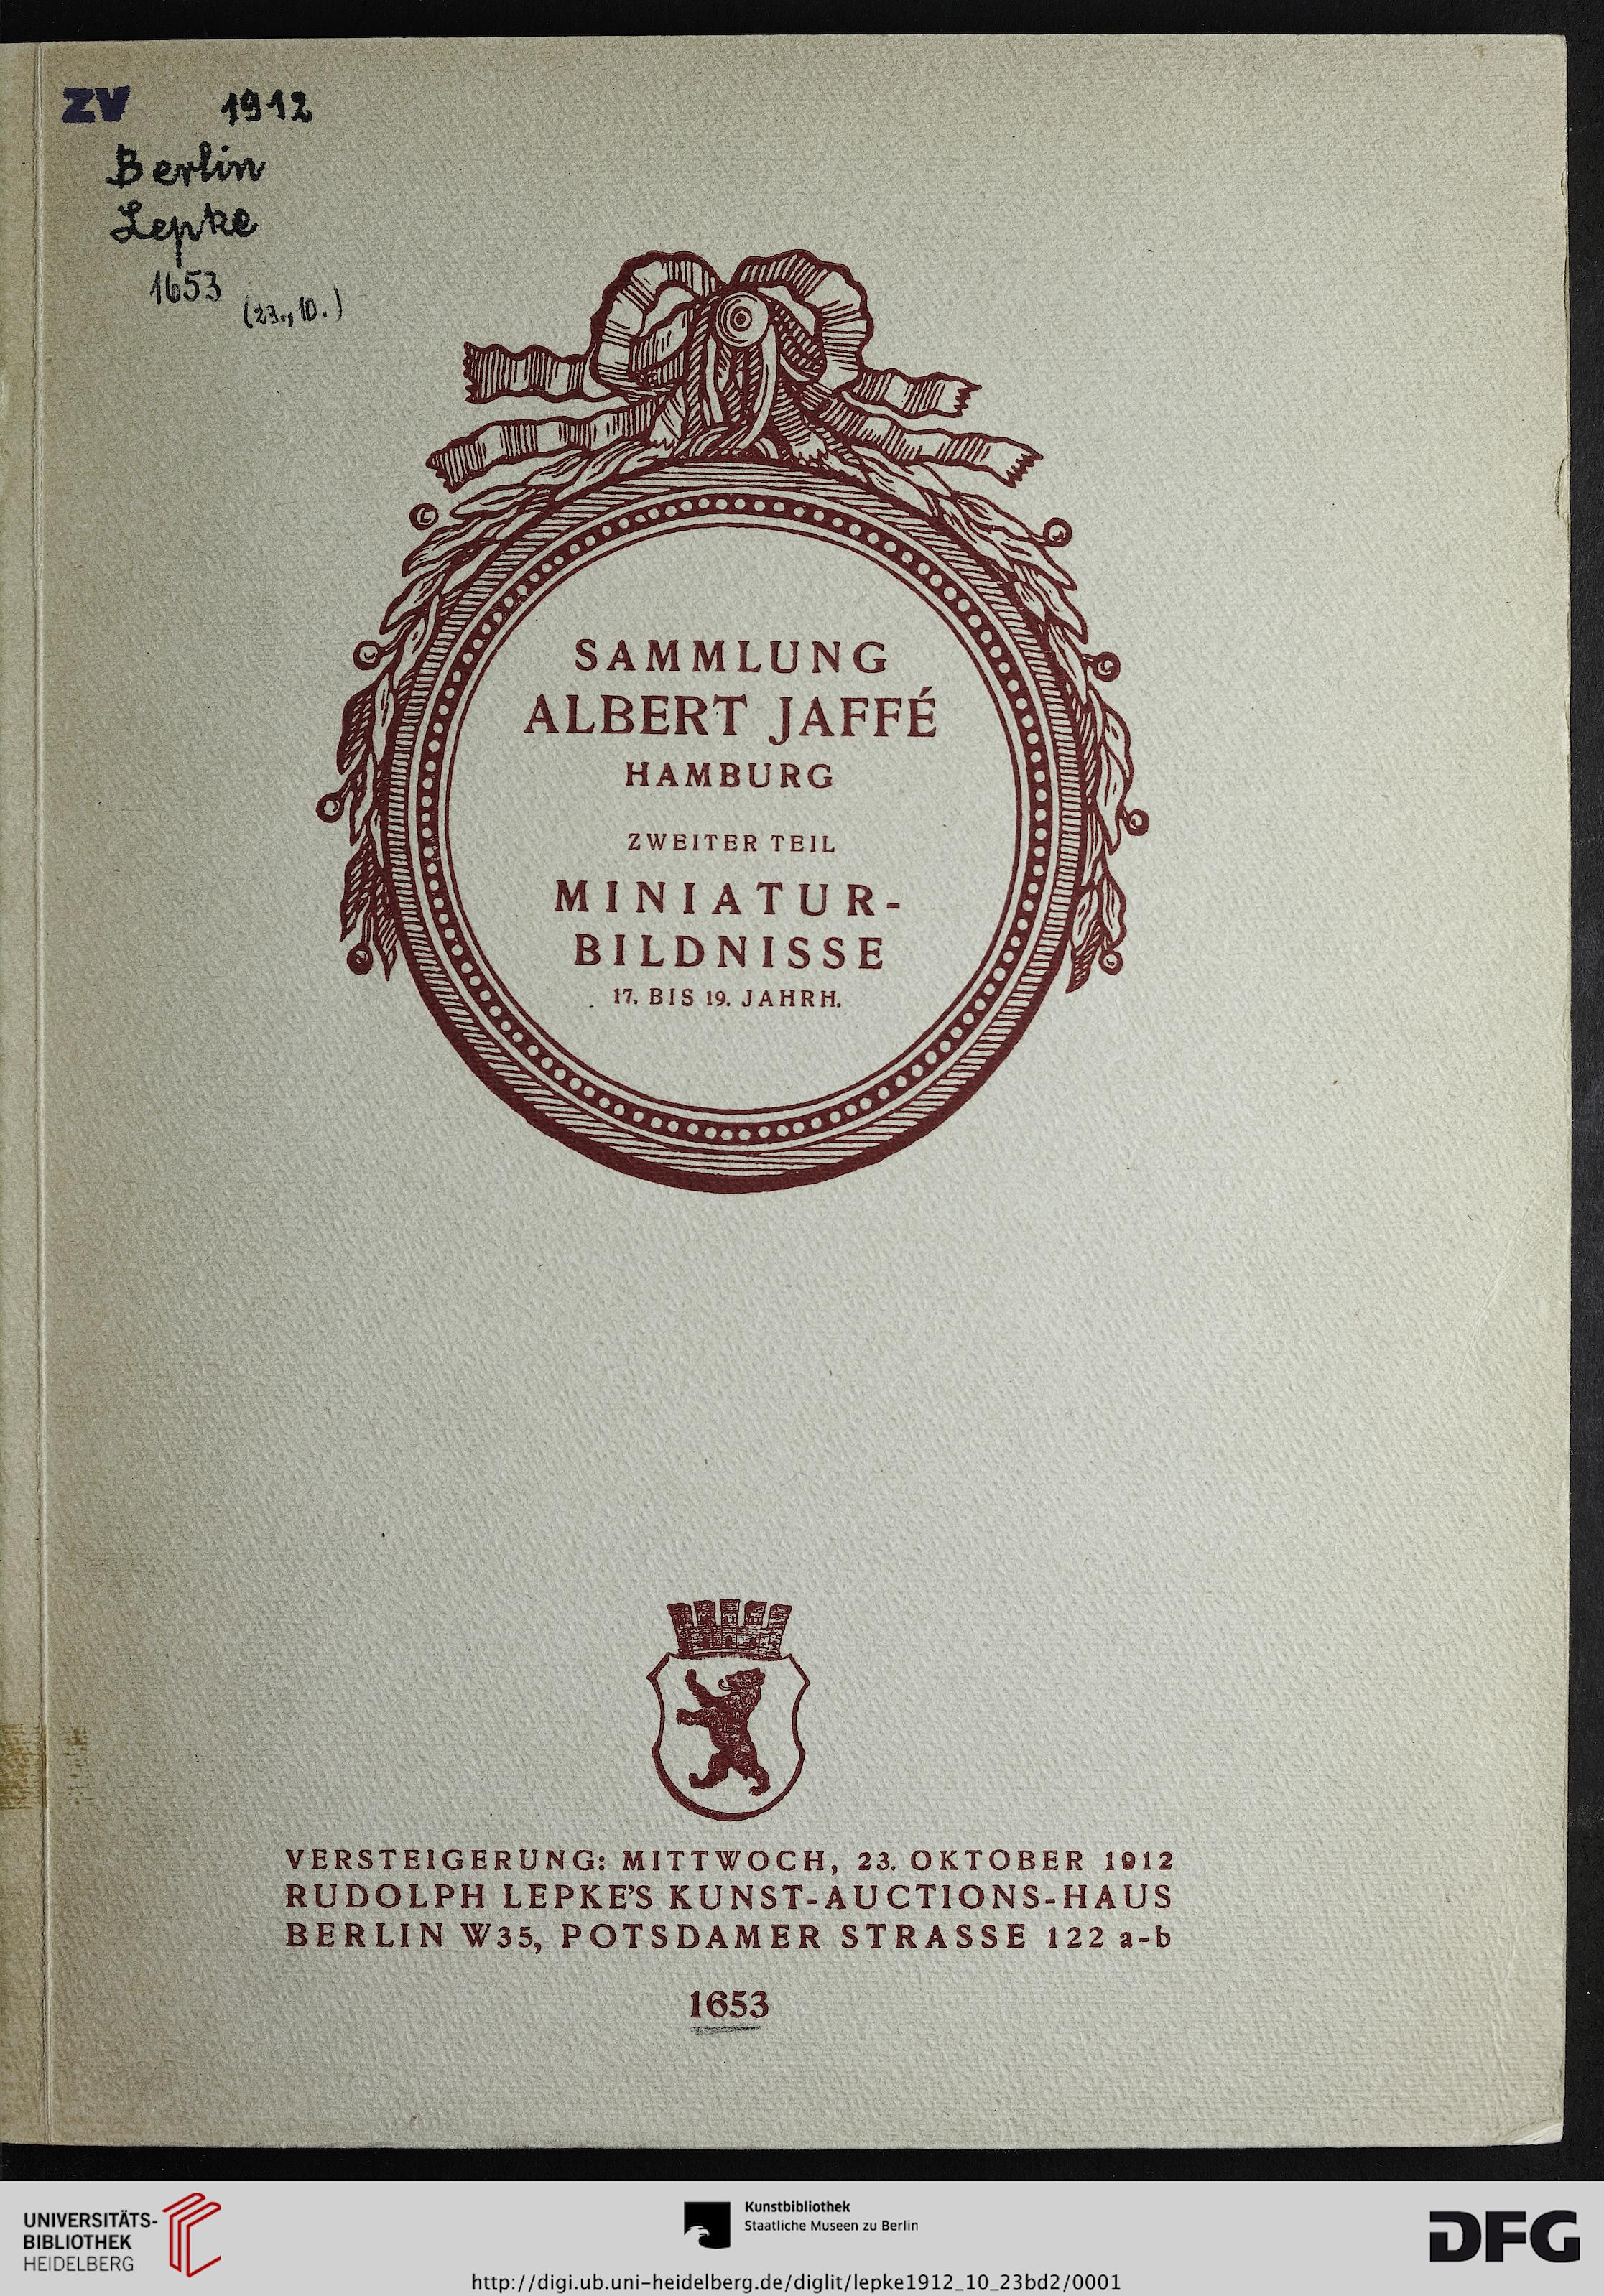 ZV 1912
Berlin
Lepke
1653 (23., 10.)
SAMMLUNG
ALBERT JAFFÉ
HAMBURG
ZWEITER TEIL
MINIATUR-
BILDNISSE
17. BIS 19. JAHRH.
VERSTEIGERUNG: MITTWOCH, 23. OKTOBER 1912
RUDOLPH LEPKE'S KUNST-AUCTIONS-HAUS
BERLIN W35, POTSDAMER STRASSE 122 a-b
1653
UNIVERSITÄTS-
BIBLIOTHEK
HEIDELBERG
Kunstbibliothek
Staatliche Museen zu Berlin
DFG
http://digi.ub.uni-heidelberg.de/diglit/lepke1912_10_23bd2/0001